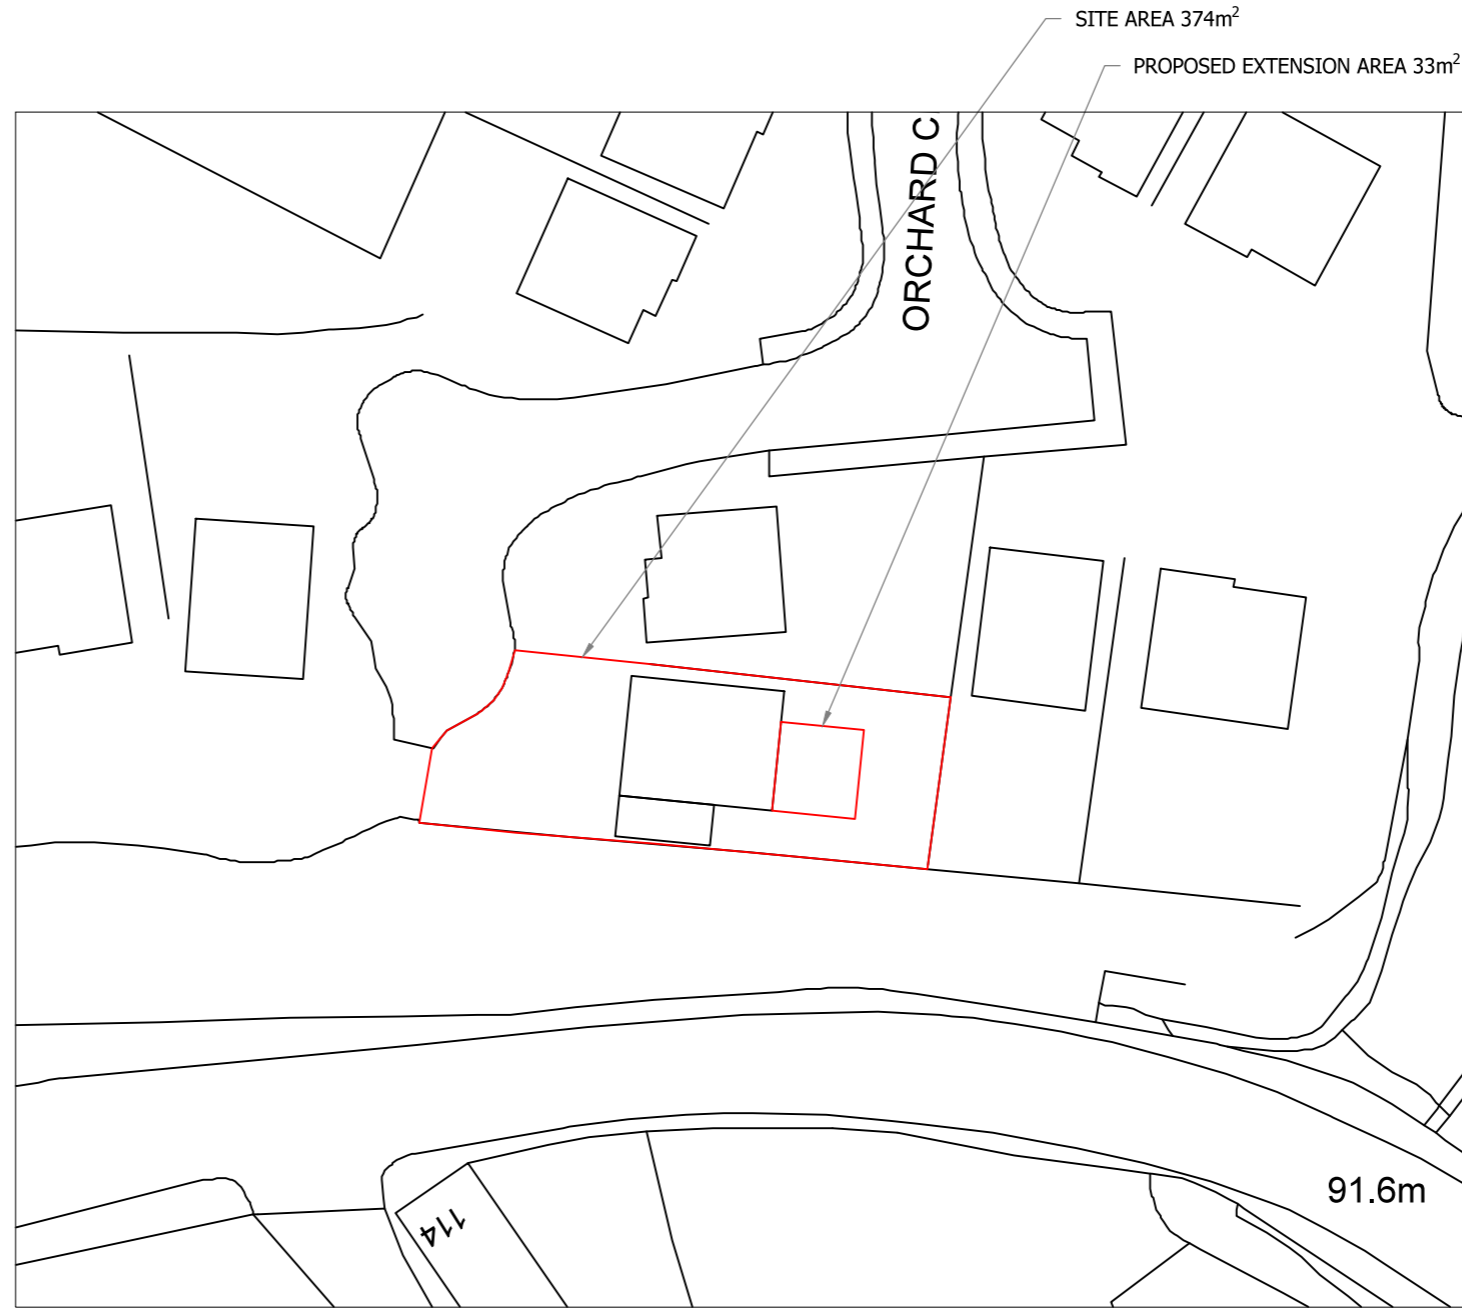 SITE AREA 374m²
PROPOSED EXTENSION AREA 33m²
ORCHARD C
91.6m
114